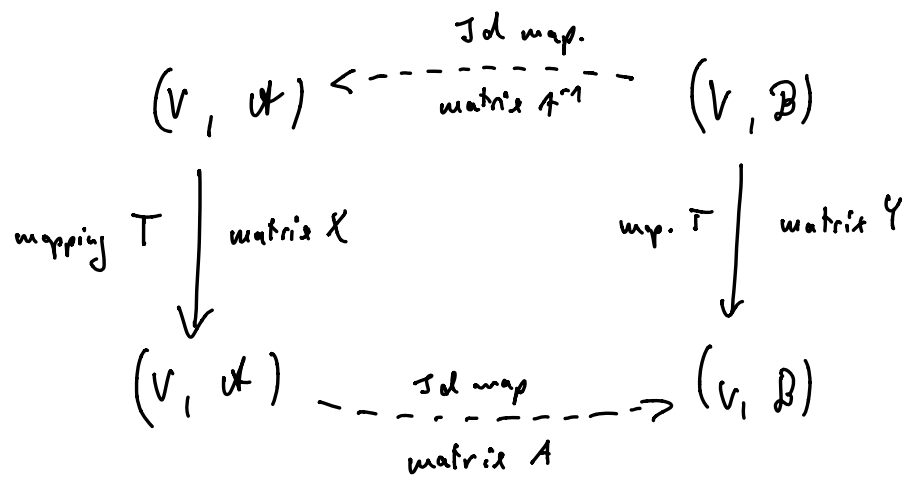 Id map.
(V, A)
matrix A⁻¹
(V, B)
mapping T
matrix X
map. T
matrix Y
(V, A)
Id map
(V, B)
matrix A